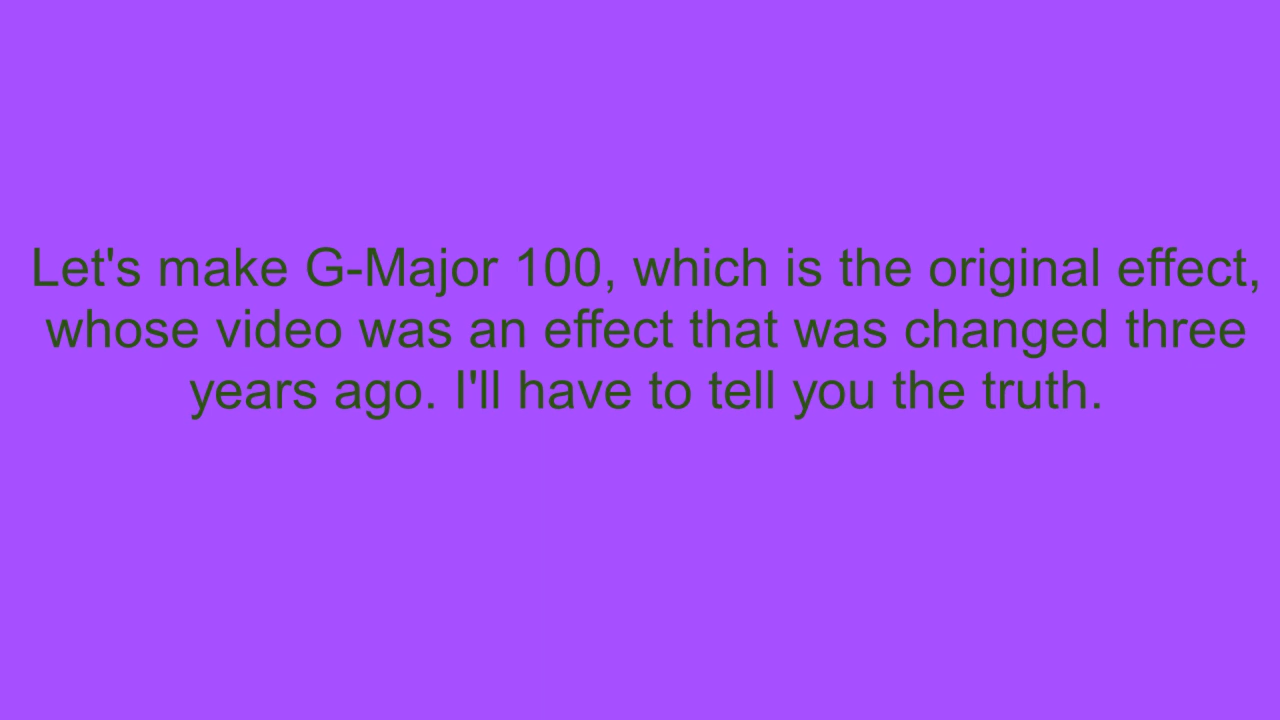 Let's make G-Major 100, which is the original effect,
whose video was an effect that was changed three
years ago. I'll have to tell you the truth.